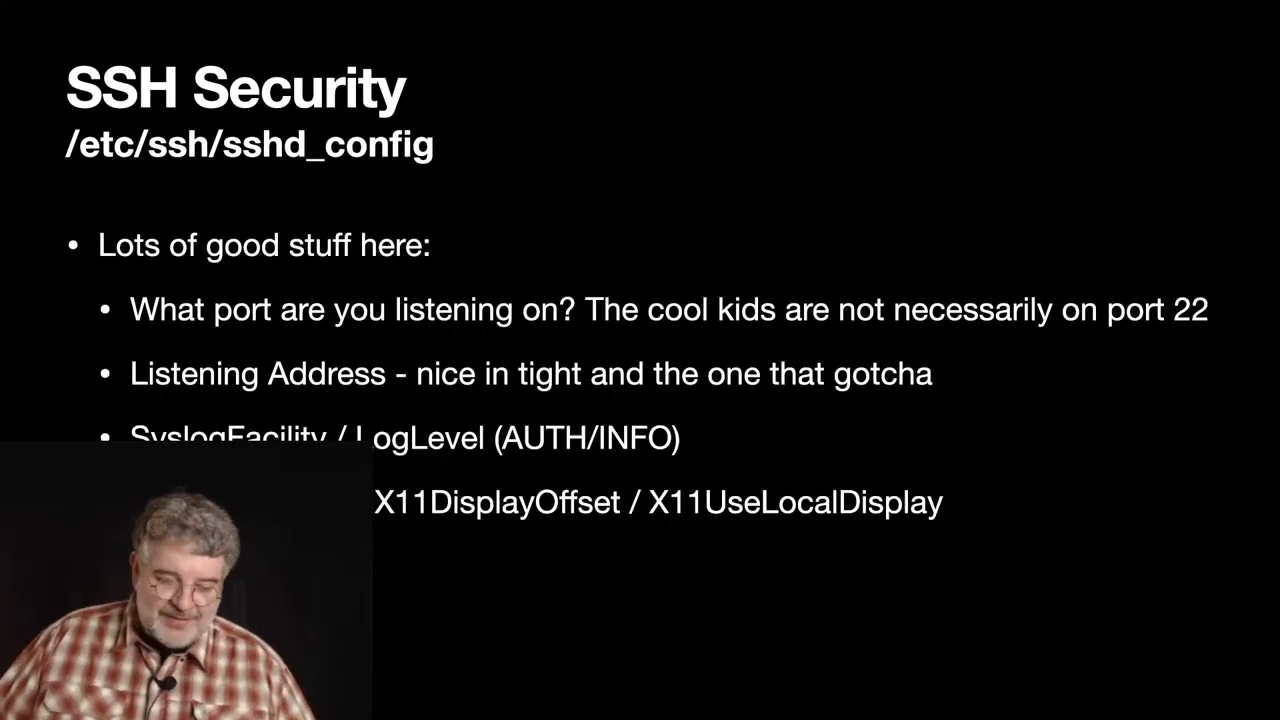 SSH Security
/etc/ssh/sshd_config
• Lots of good stuff here:
• What port are you listening on? The cool kids are not necessarily on port 22
• Listening Address - nice in tight and the one that gotcha
• SyslogFacility / LogLevel (AUTH/INFO)
X11DisplayOffset / X11UseLocalDisplay